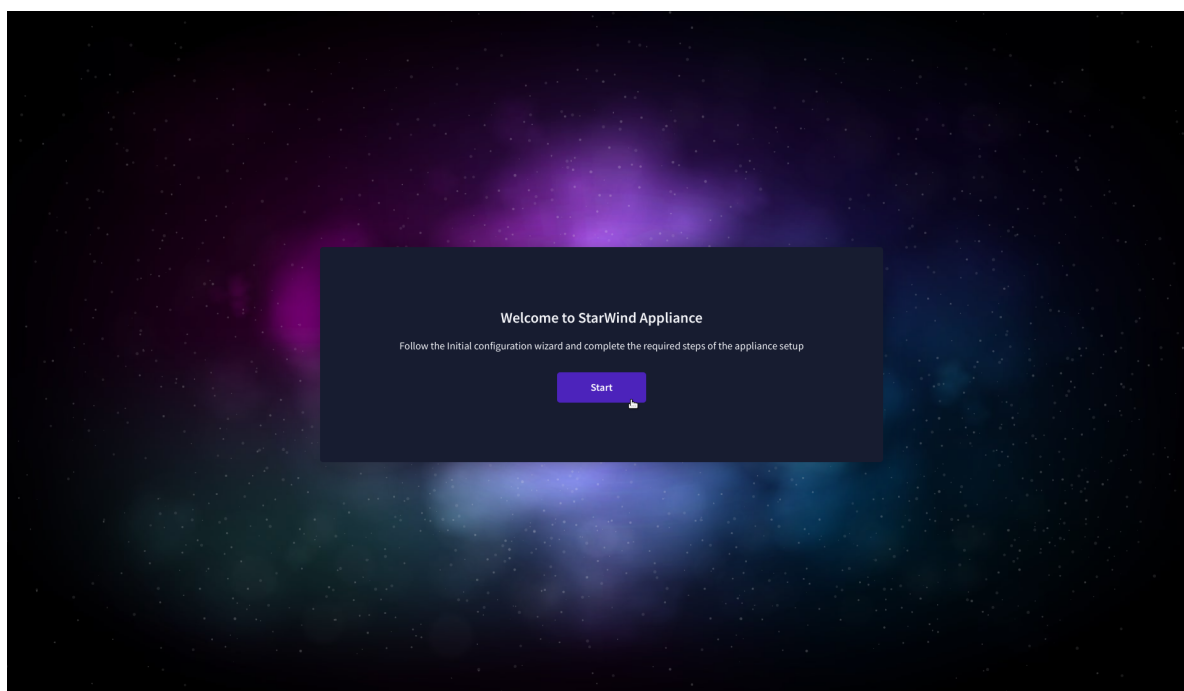 Welcome to StarWind Appliance
Follow the Initial configuration wizard and complete the required steps of the appliance setup
Start